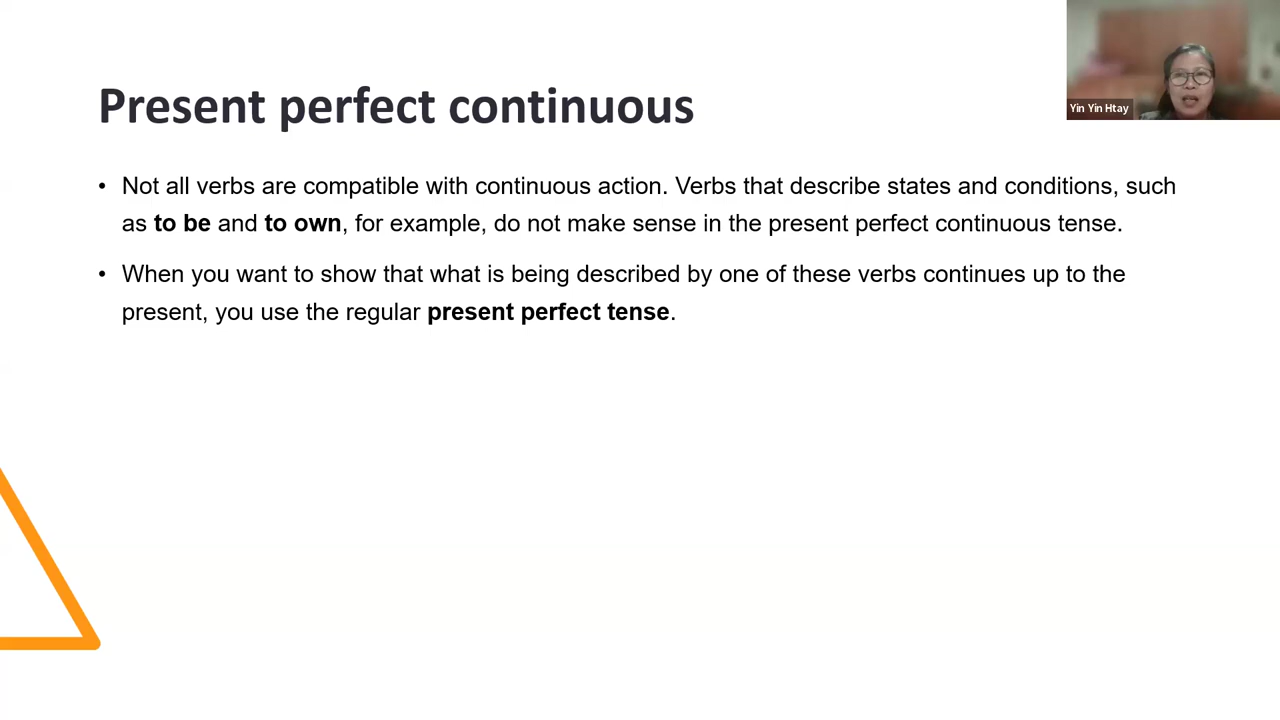 Present perfect continuous
Yin Yin Htay
• Not all verbs are compatible with continuous action. Verbs that describe states and conditions, such
as to be and to own, for example, do not make sense in the present perfect continuous tense.
• When you want to show that what is being described by one of these verbs continues up to the
present, you use the regular present perfect tense.